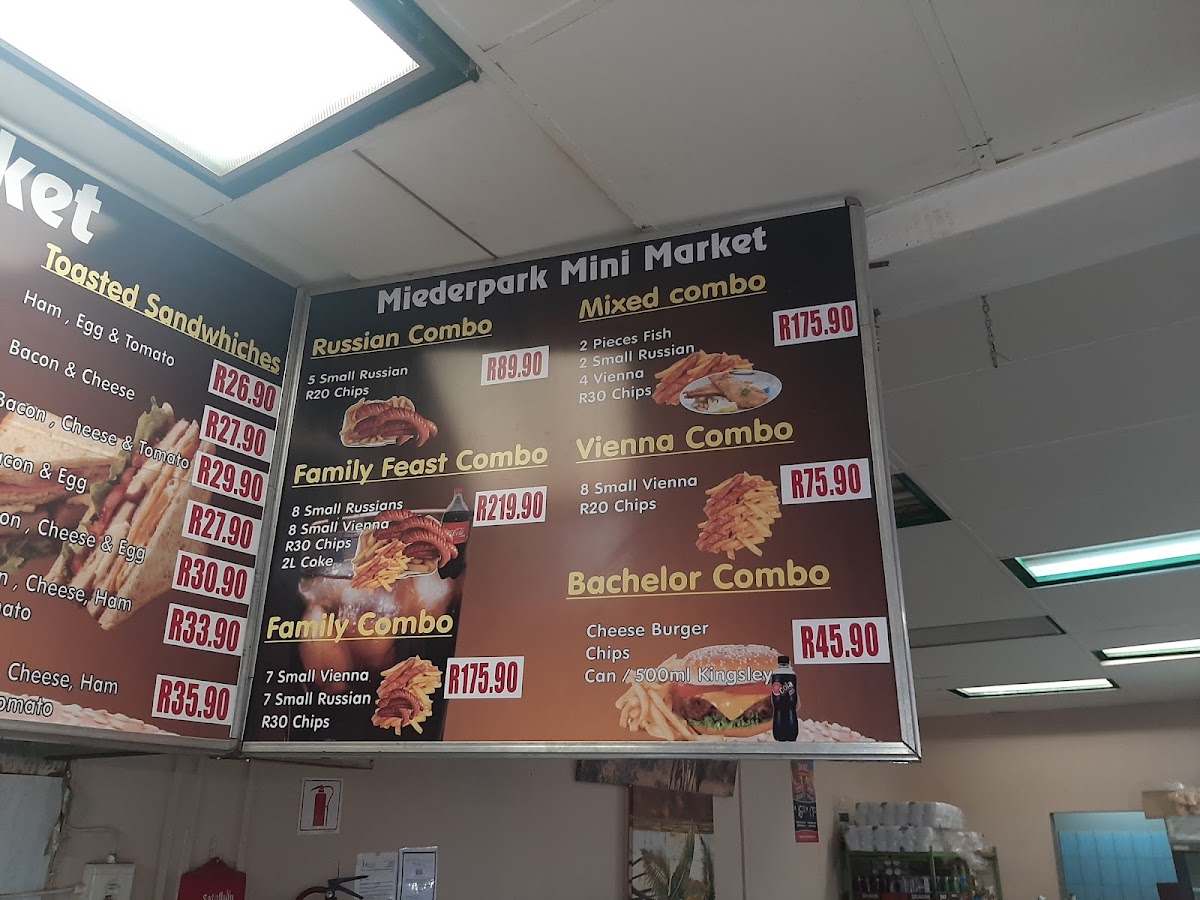 ket
Toasted Sandwhiches
Ham , Egg & Tomato
R26.90
Bacon & Cheese
R27.90
Bacon , Cheese & Tomato
R29.90
& Egg
R27.90
, Cheese & Egg
R30.90
, Cheese, Ham
R33.90
Cheese, Ham
R35.90
Miederpark Mini Market
Russian Combo
R89.90
5 Small Russian
R20 Chips
Family Feast Combo
R219.90
8 Small Russians
8 Small Vienna
R30 Chips
2L Coke
Coca-Cola
Family Combo
R175.90
7 Small Vienna
7 Small Russian
R30 Chips
Mixed combo
R175.90
2 Pieces Fish
2 Small Russian
4 Vienna
R30 Chips
Vienna Combo
R75.90
8 Small Vienna
R20 Chips
Bachelor Combo
R45.90
Cheese Burger
Chips
Can / 500ml Kingsley
Cola